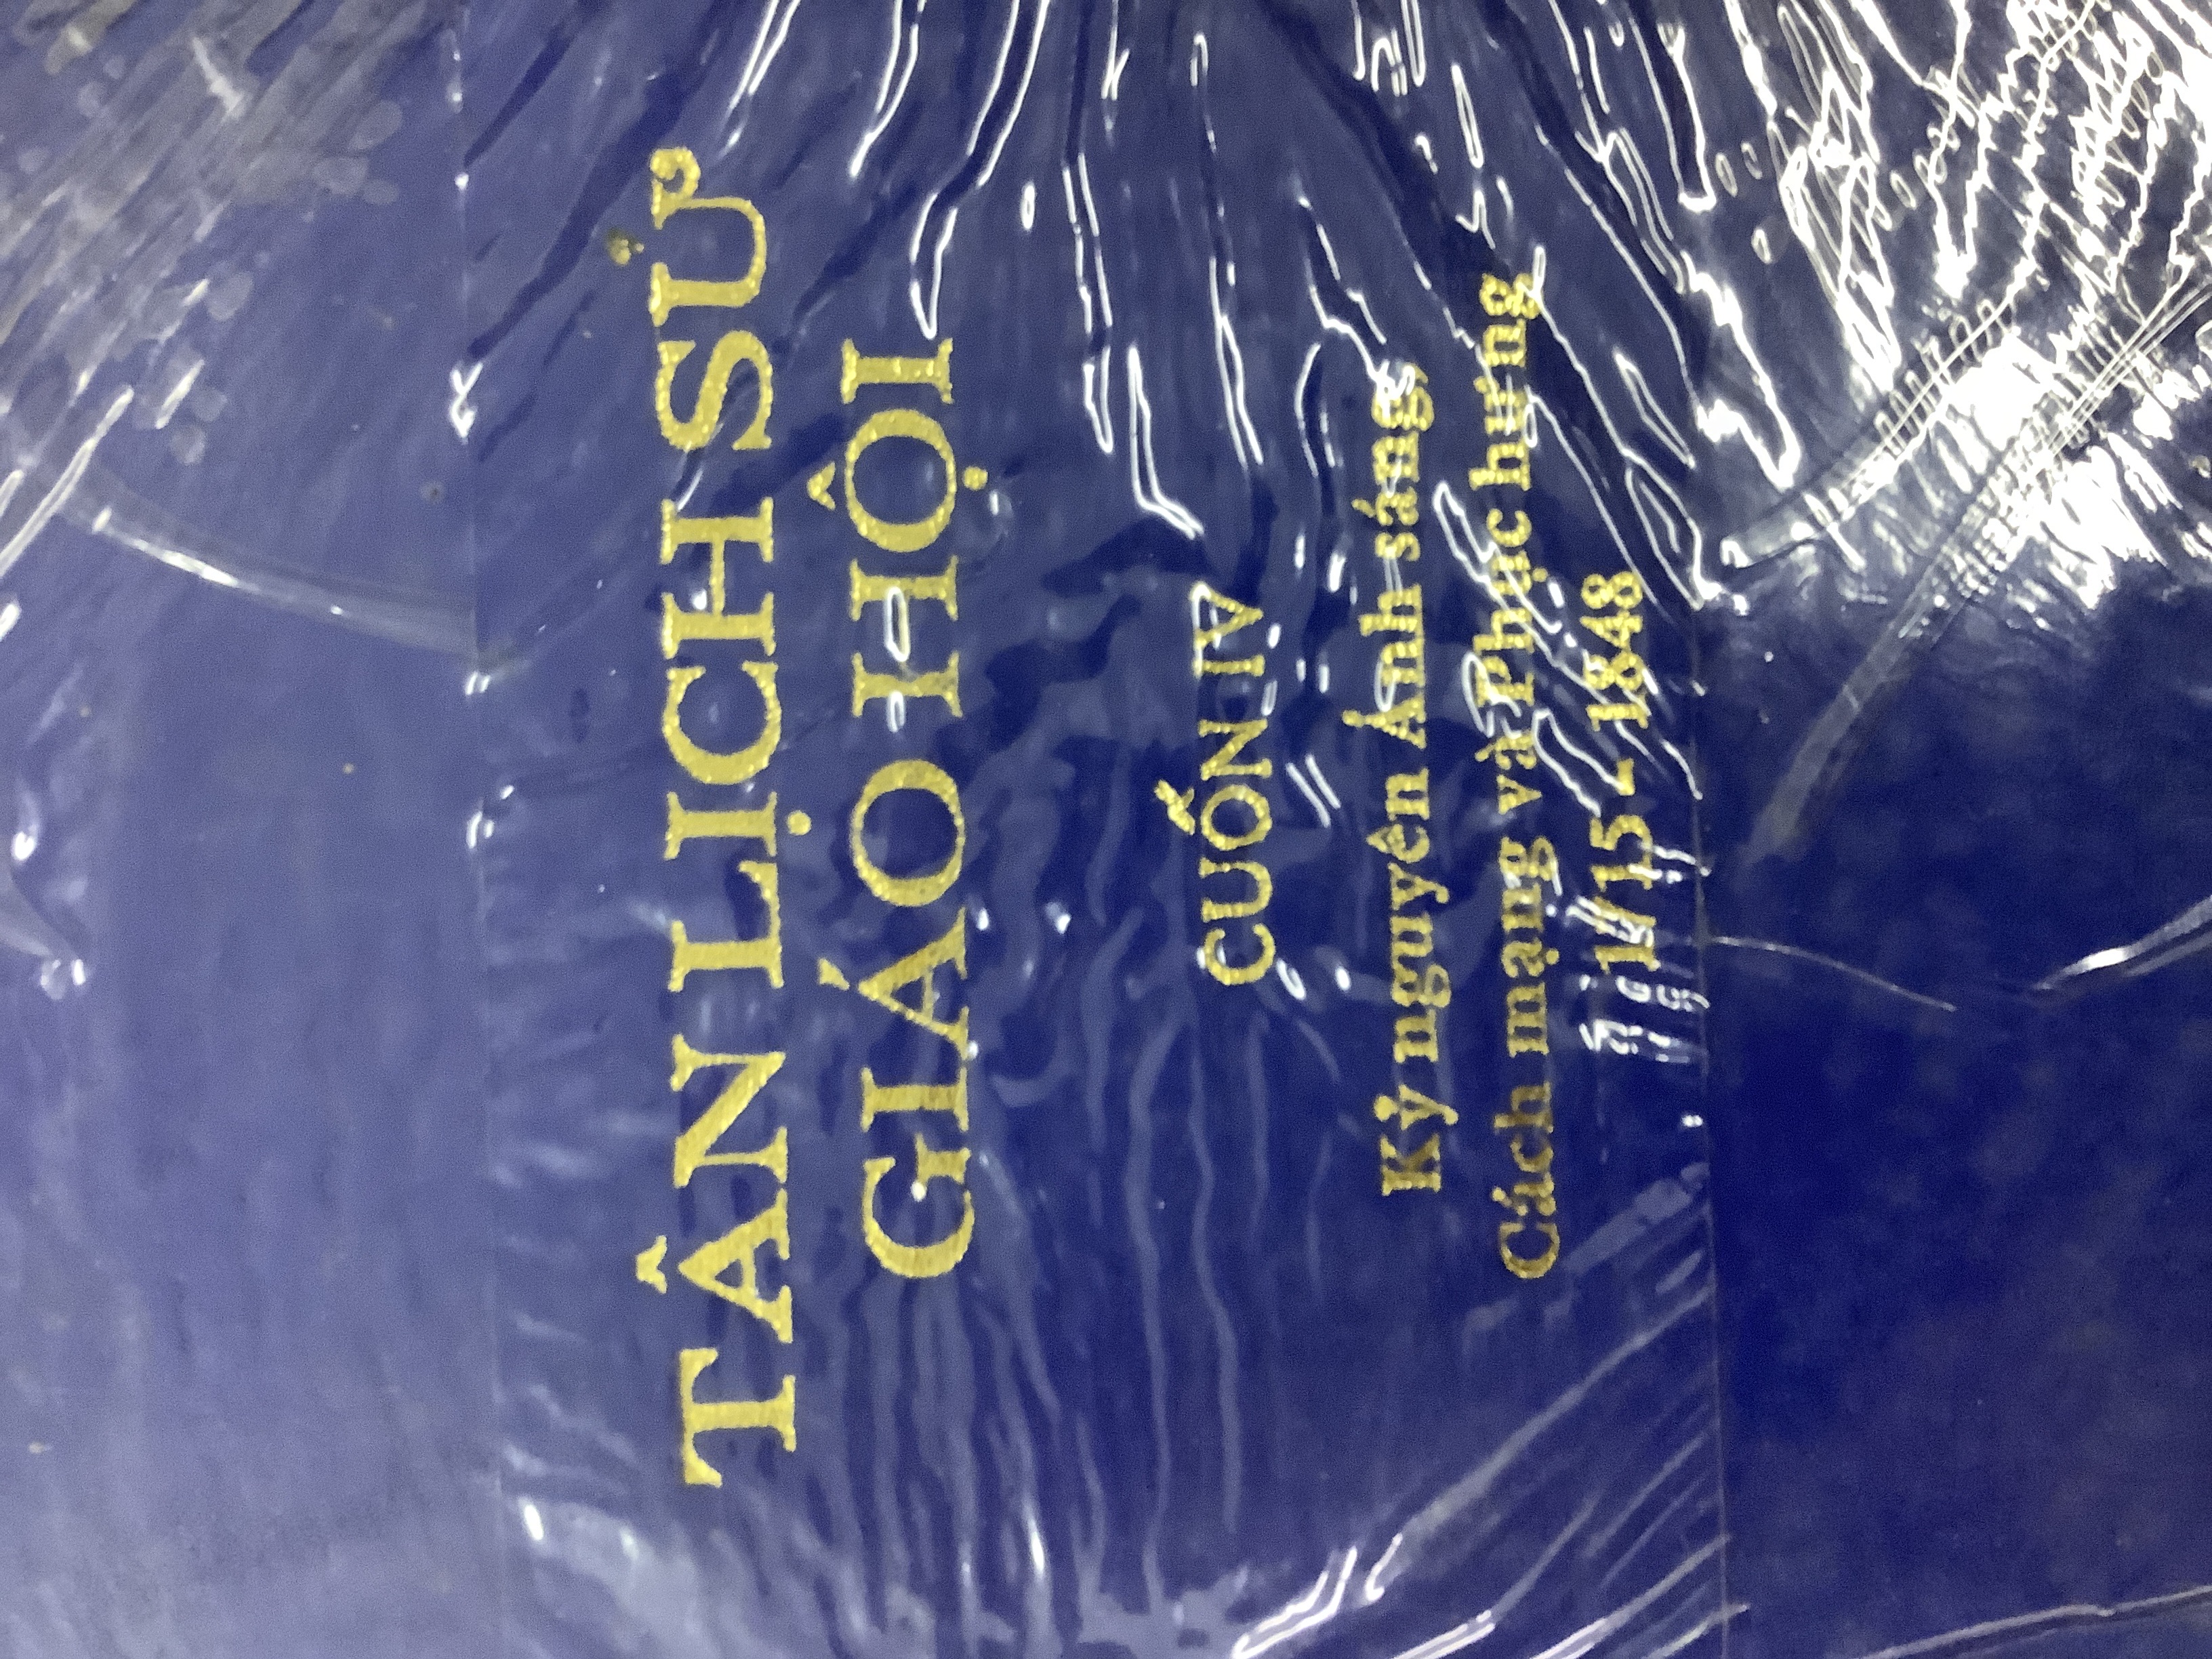 TÂN LỊCH SỬ
GIÁO HỘI
CUỐN IV
Kỷ nguyên Ánh sáng,
Cách mạng và Phục hưng
1715 - 1848